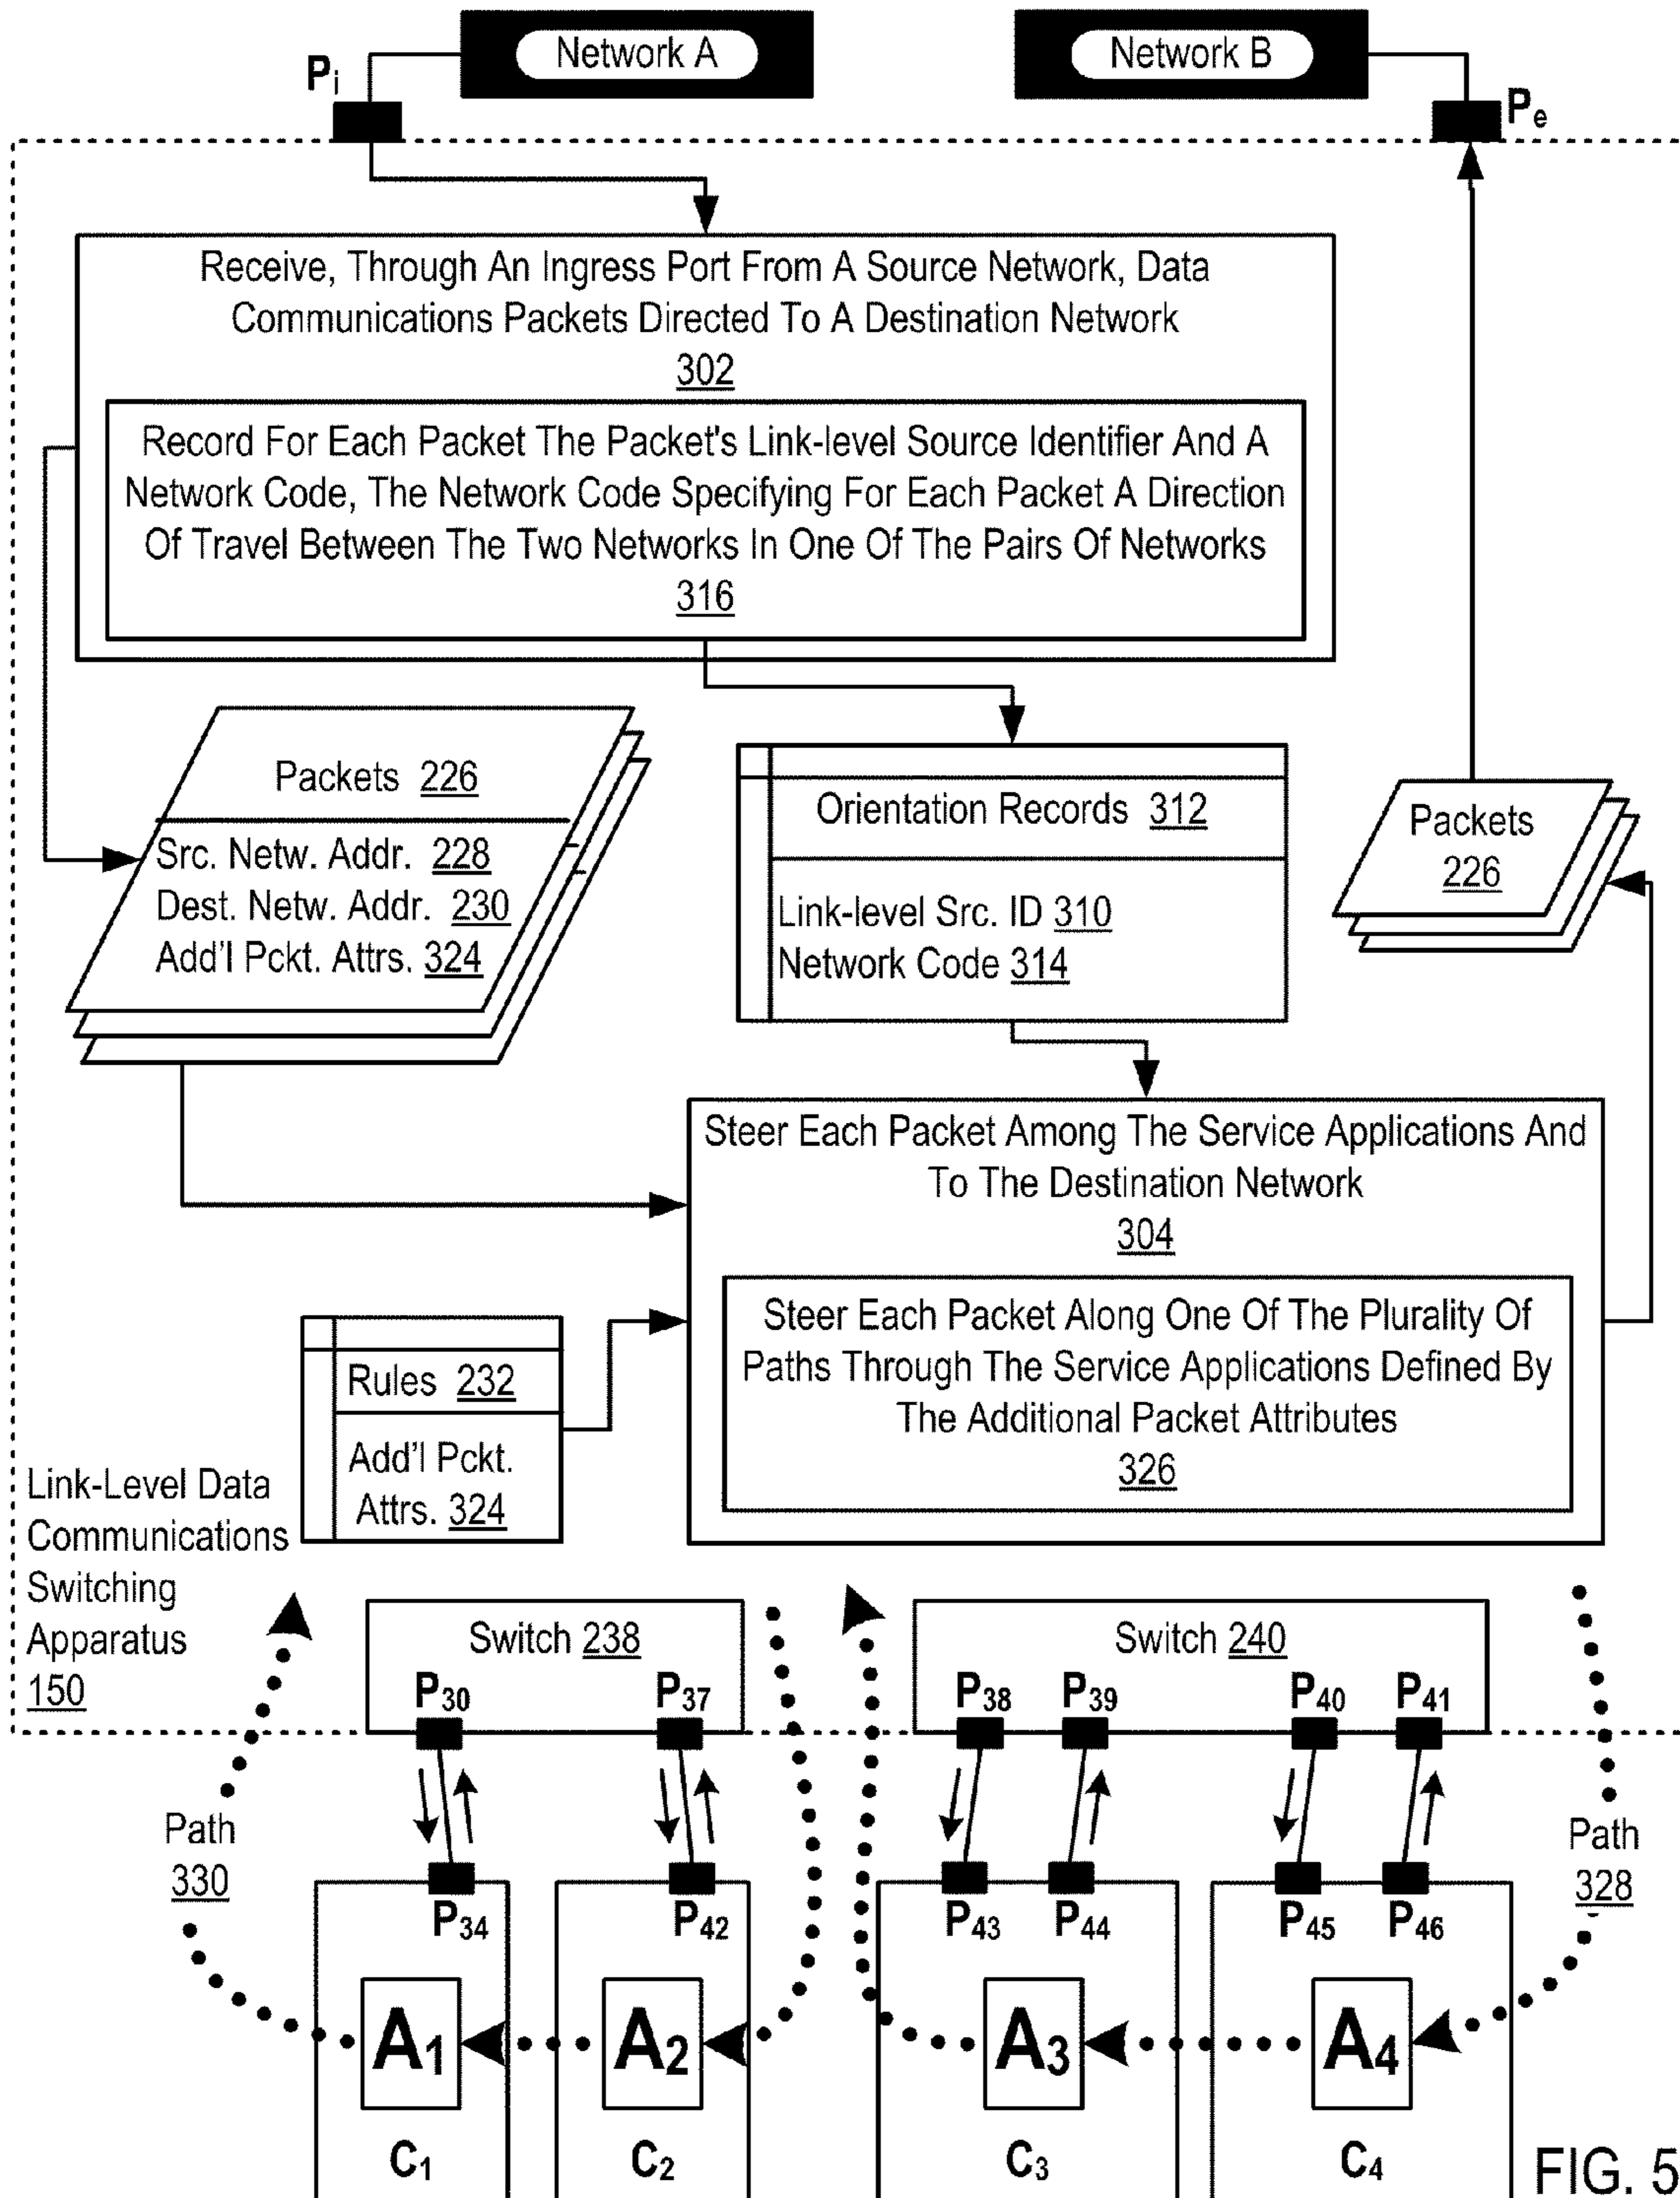 Network A
Network B
Pi
Pe
Receive, Through An Ingress Port From A Source Network, Data
Communications Packets Directed To A Destination Network
302
Record For Each Packet The Packet's Link-level Source Identifier And A
Network Code, The Network Code Specifying For Each Packet A Direction
Of Travel Between The Two Networks In One Of The Pairs Of Networks
316
Packets 226
Src. Netw. Addr. 228
Dest. Netw. Addr. 230
Add'l Pckt. Attrs. 324
Orientation Records 312
Link-level Src. ID 310
Network Code 314
Packets
226
Steer Each Packet Among The Service Applications And
To The Destination Network
304
Steer Each Packet Along One Of The Plurality Of
Paths Through The Service Applications Defined By
The Additional Packet Attributes
326
Rules 232
Add'l Pckt.
Attrs. 324
Link-Level Data
Communications
Switching
Apparatus
150
Switch 238
P30
P37
Switch 240
P38
P39
P40
P41
Path
330
Path
328
P34
P42
P43
P44
P45
P46
A1
A2
A3
A4
C1
C2
C3
C4
FIG. 5